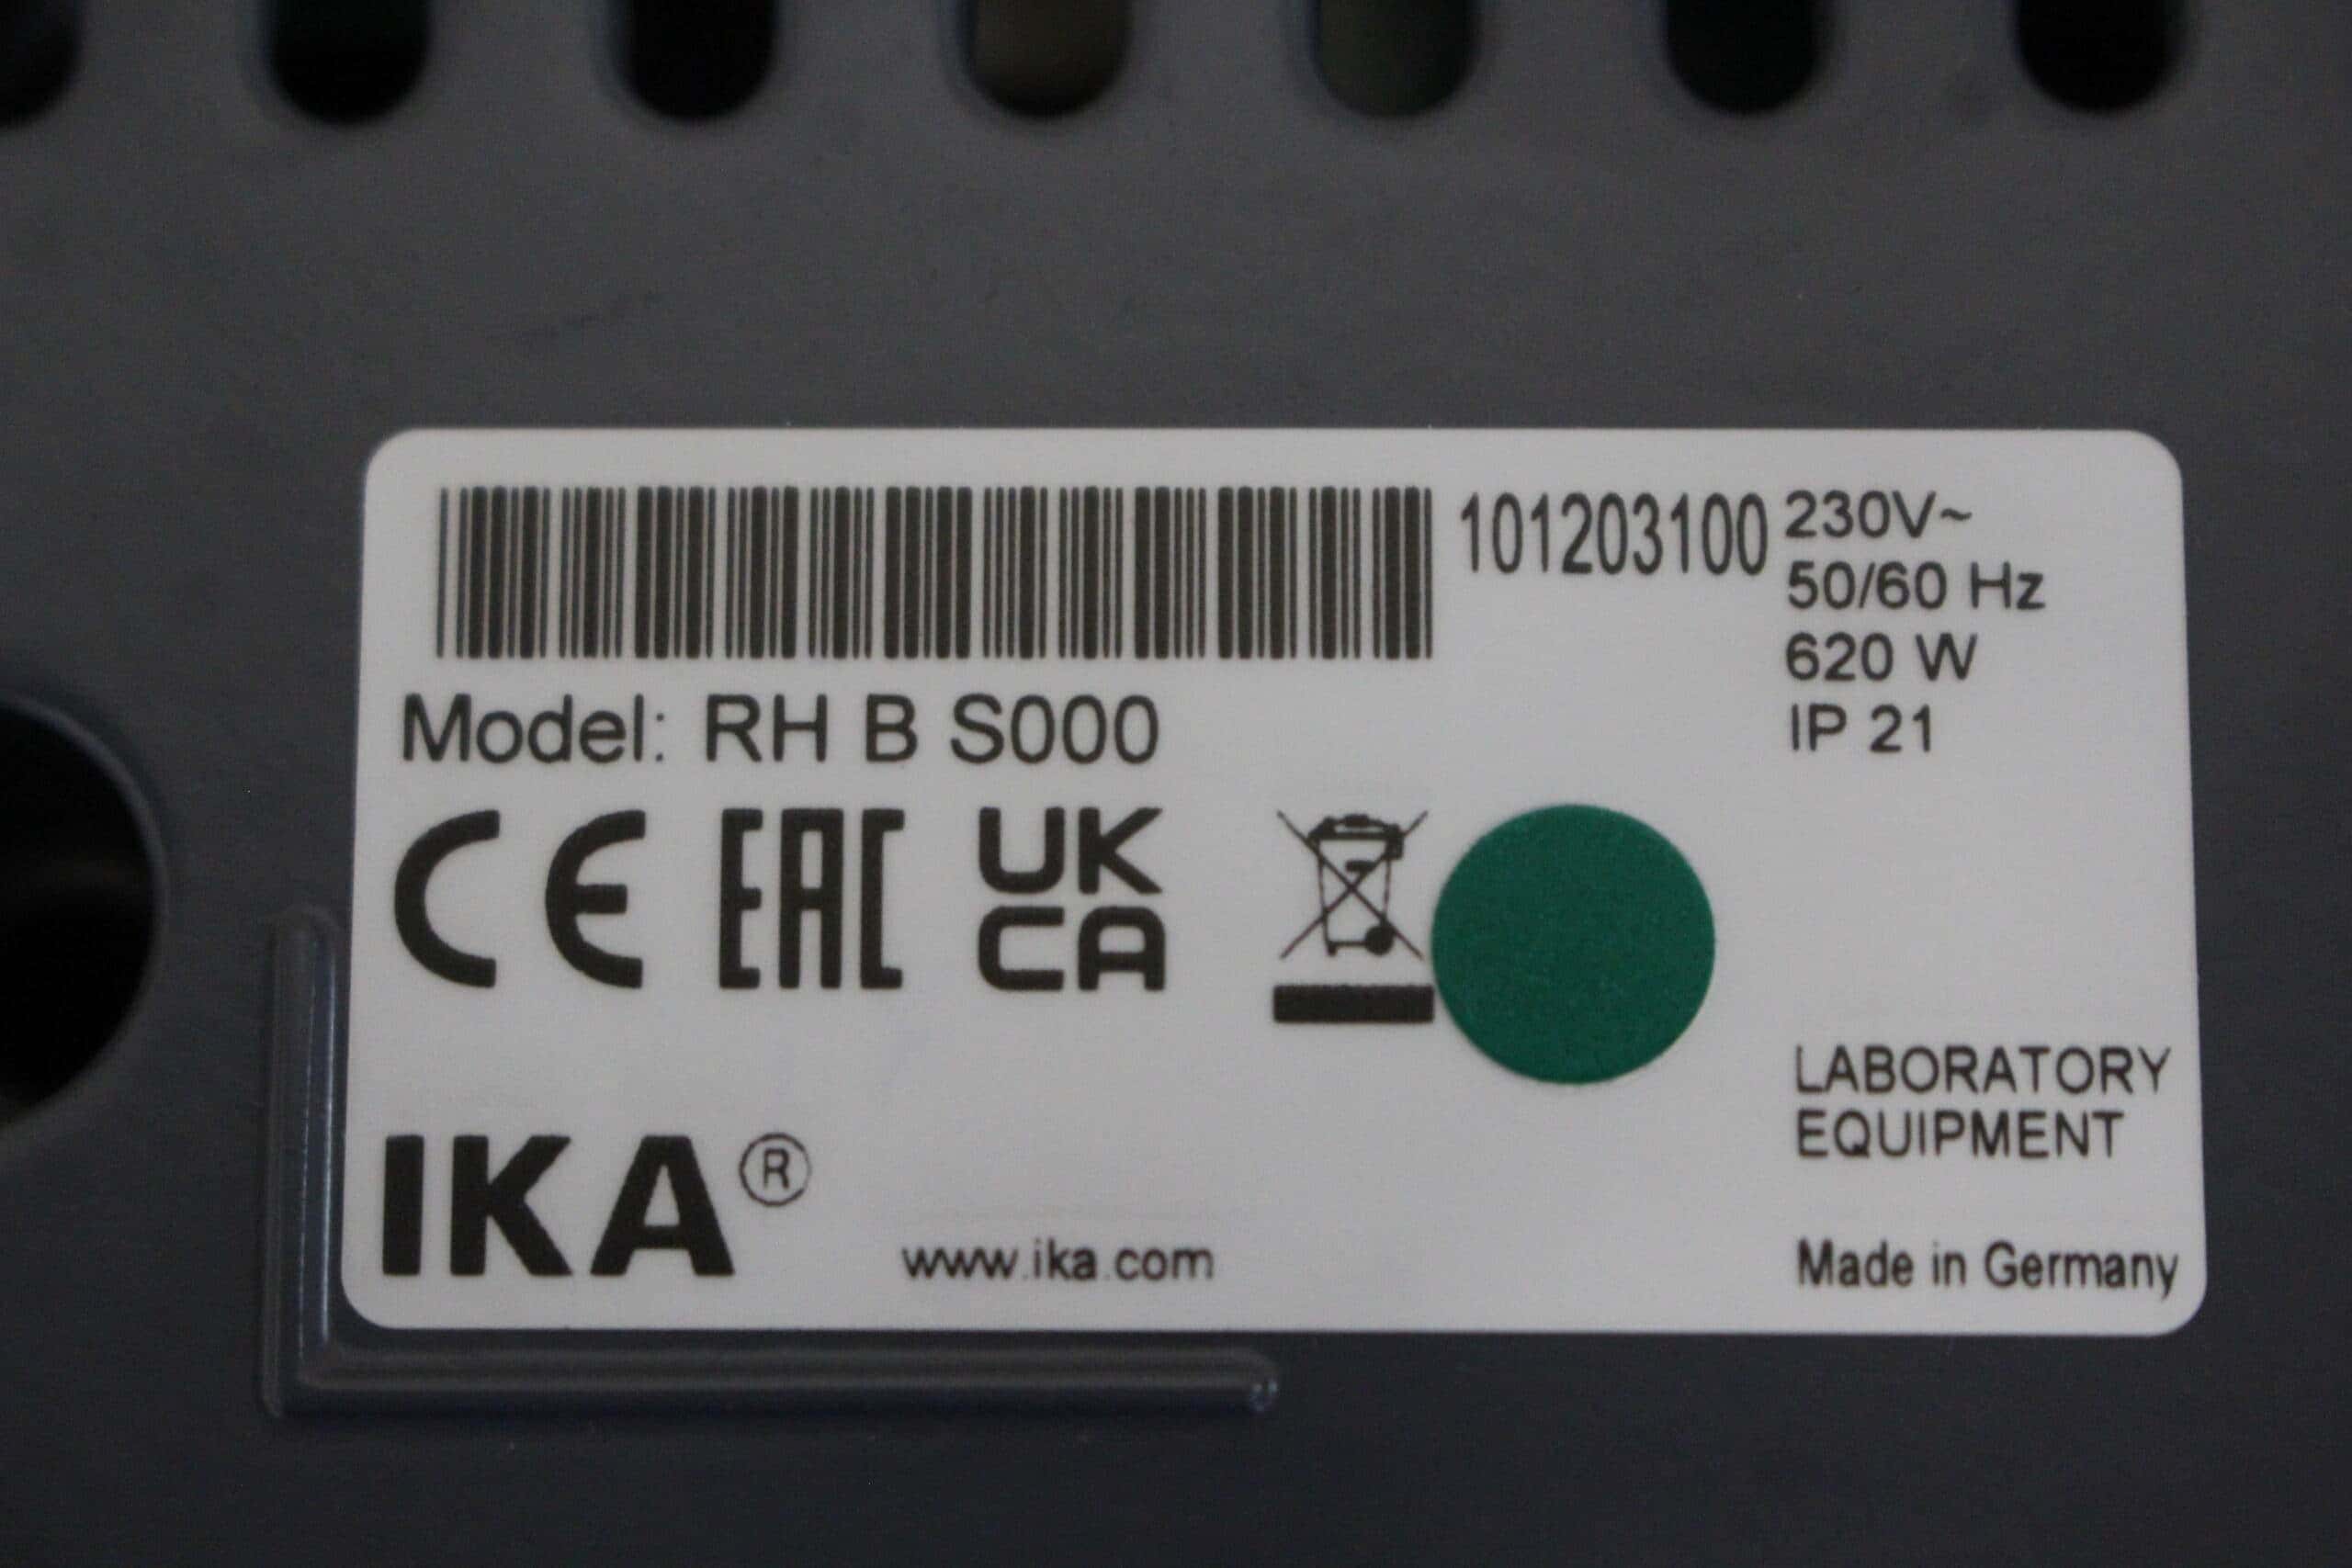 101203100
230V~
50/60 Hz
620 W
IP 21
Model: RH B S000
CE EAC UK
CA
LABORATORY
EQUIPMENT
IKA®
www.ika.com
Made in Germany